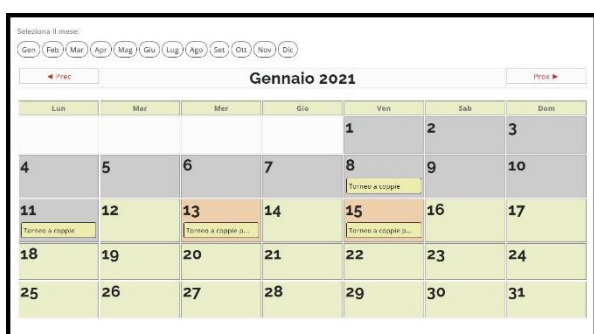 Seleziona il mese:
Gen Feb Mar Apr Mag Giu Lug Ago Set Ott Nov Dic
◄ Prec Gennaio 2021 Prox ►
Lun Mar Mer Gio Ven Sab Dom
1 2 3
4 5 6 7 8 9 10
Torneo a coppie
11 12 13 14 15 16 17
Torneo a coppie Torneo a coppie p... Torneo a coppie p...
18 19 20 21 22 23 24
25 26 27 28 29 30 31